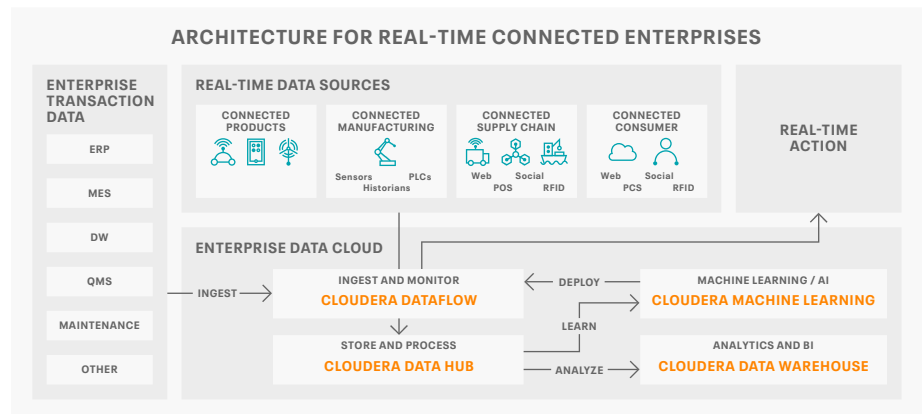 ARCHITECTURE FOR REAL-TIME CONNECTED ENTERPRISES
ENTERPRISE
TRANSACTION
DATA
ERP
MES
DW
QMS
MAINTENANCE
OTHER
REAL-TIME DATA SOURCES
CONNECTED
PRODUCTS
CONNECTED
MANUFACTURING
Sensors PLCs
Historians
CONNECTED
SUPPLY CHAIN
Web Social
POS RFID
CONNECTED
CONSUMER
Web Social
PCS RFID
REAL-TIME
ACTION
ENTERPRISE DATA CLOUD
INGEST
INGEST AND MONITOR
CLOUDERA DATAFLOW
DEPLOY
MACHINE LEARNING / AI
CLOUDERA MACHINE LEARNING
LEARN
STORE AND PROCESS
CLOUDERA DATA HUB
ANALYZE
ANALYTICS AND BI
CLOUDERA DATA WAREHOUSE